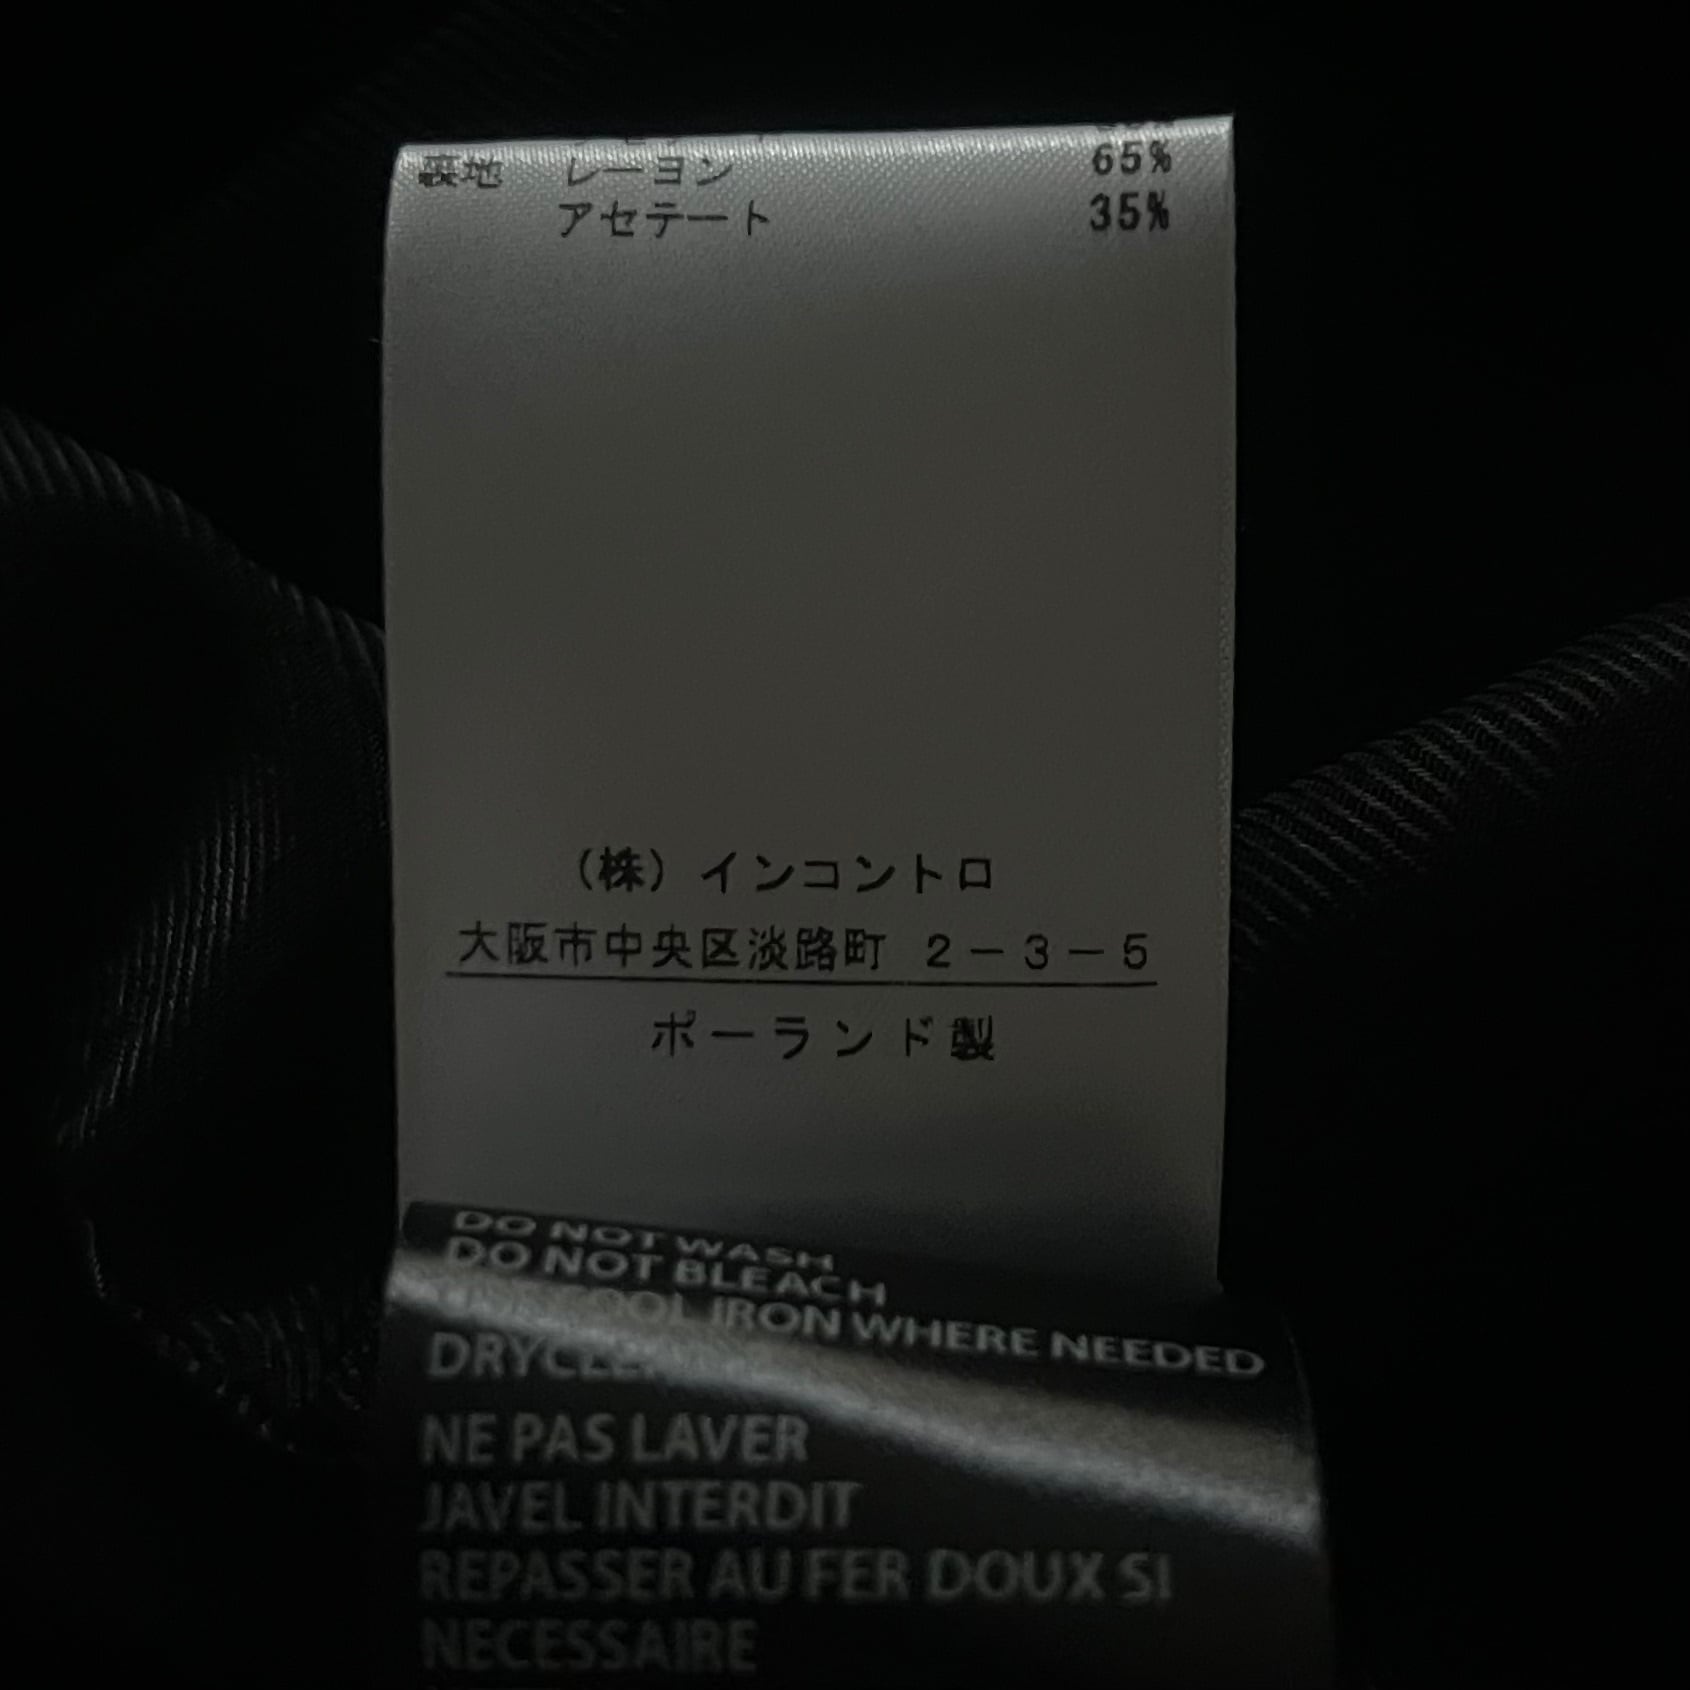 裏地 レーヨン 65%
アセテート 35%
(株)インコントロ
大阪市中央区淡路町 2-3-5
ポーランド製
DO NOT WASH
DO NOT BLEACH
COOL IRON WHERE NEEDED
NE PAS LAVER
JAVEL INTERDIT
REPASSER AU FER DOUX SI
NECESSAIRE